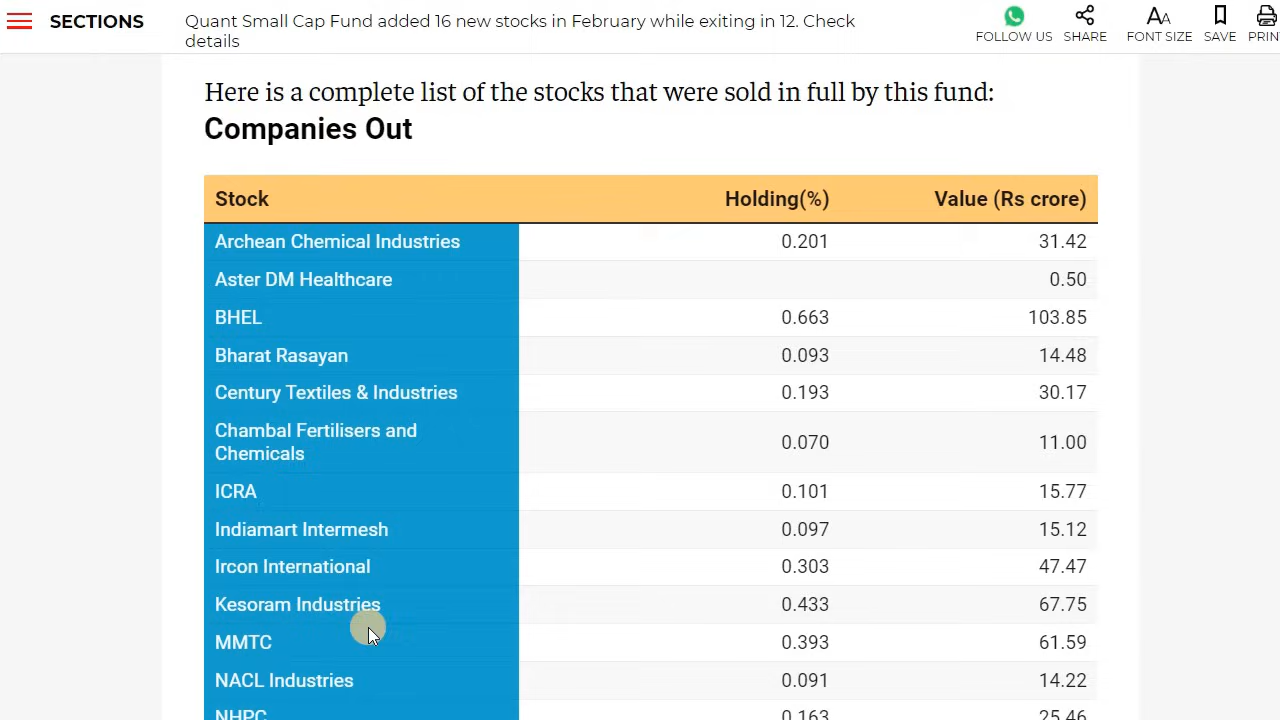 SECTIONS
Quant Small Cap Fund added 16 new stocks in February while exiting in 12. Check
details
FOLLOW US
SHARE
AA
FONT SIZE
SAVE
PRIN
Here is a complete list of the stocks that were sold in full by this fund:
Companies Out
Stock Holding(%) Value (Rs crore)
Archean Chemical Industries 0.201 31.42
Aster DM Healthcare 0.50
BHEL 0.663 103.85
Bharat Rasayan 0.093 14.48
Century Textiles & Industries 0.193 30.17
Chambal Fertilisers and
Chemicals 0.070 11.00
ICRA 0.101 15.77
Indiamart Intermesh 0.097 15.12
Ircon International 0.303 47.47
Kesoram Industries 0.433 67.75
MMTC 0.393 61.59
NACL Industries 0.091 14.22
NHPC 0.163 25.46